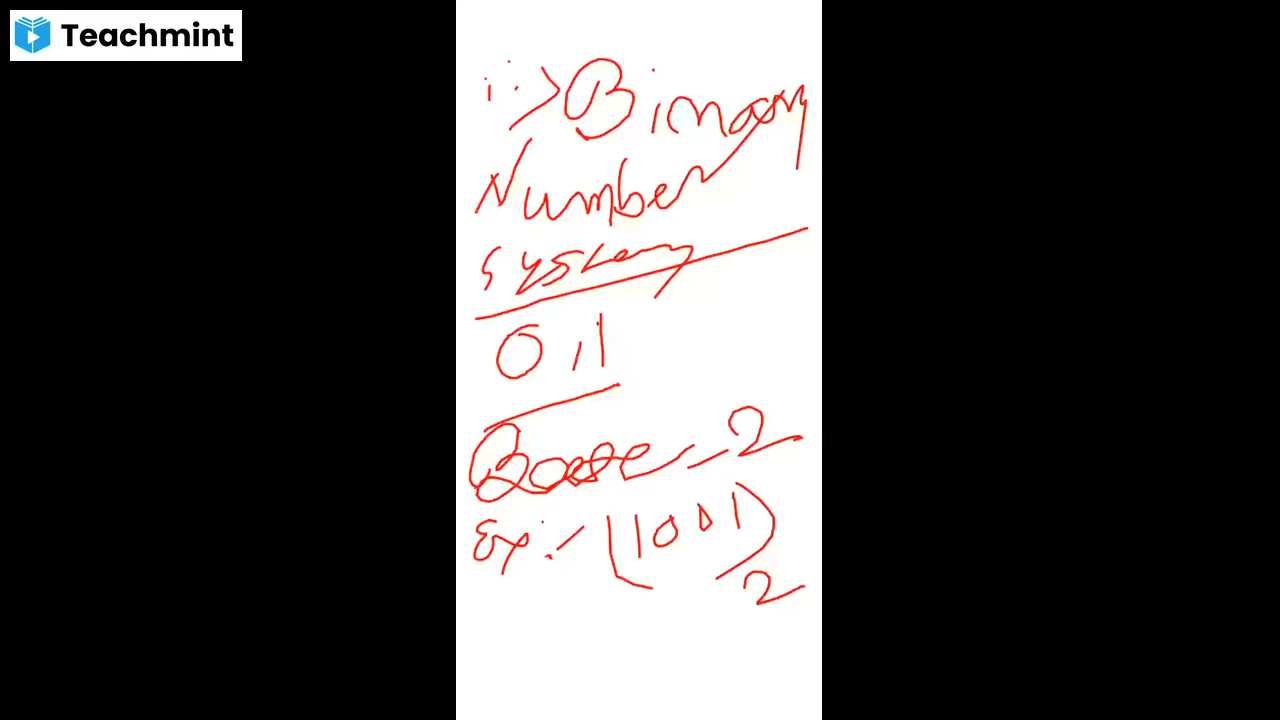 Teachmint
i :> Binary
Number
System
0,1
Base - 2
Ex :- (1001)2